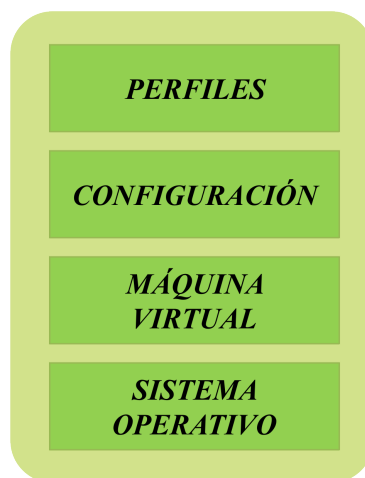 PERFILES
CONFIGURACIÓN
MÁQUINA
VIRTUAL
SISTEMA
OPERATIVO